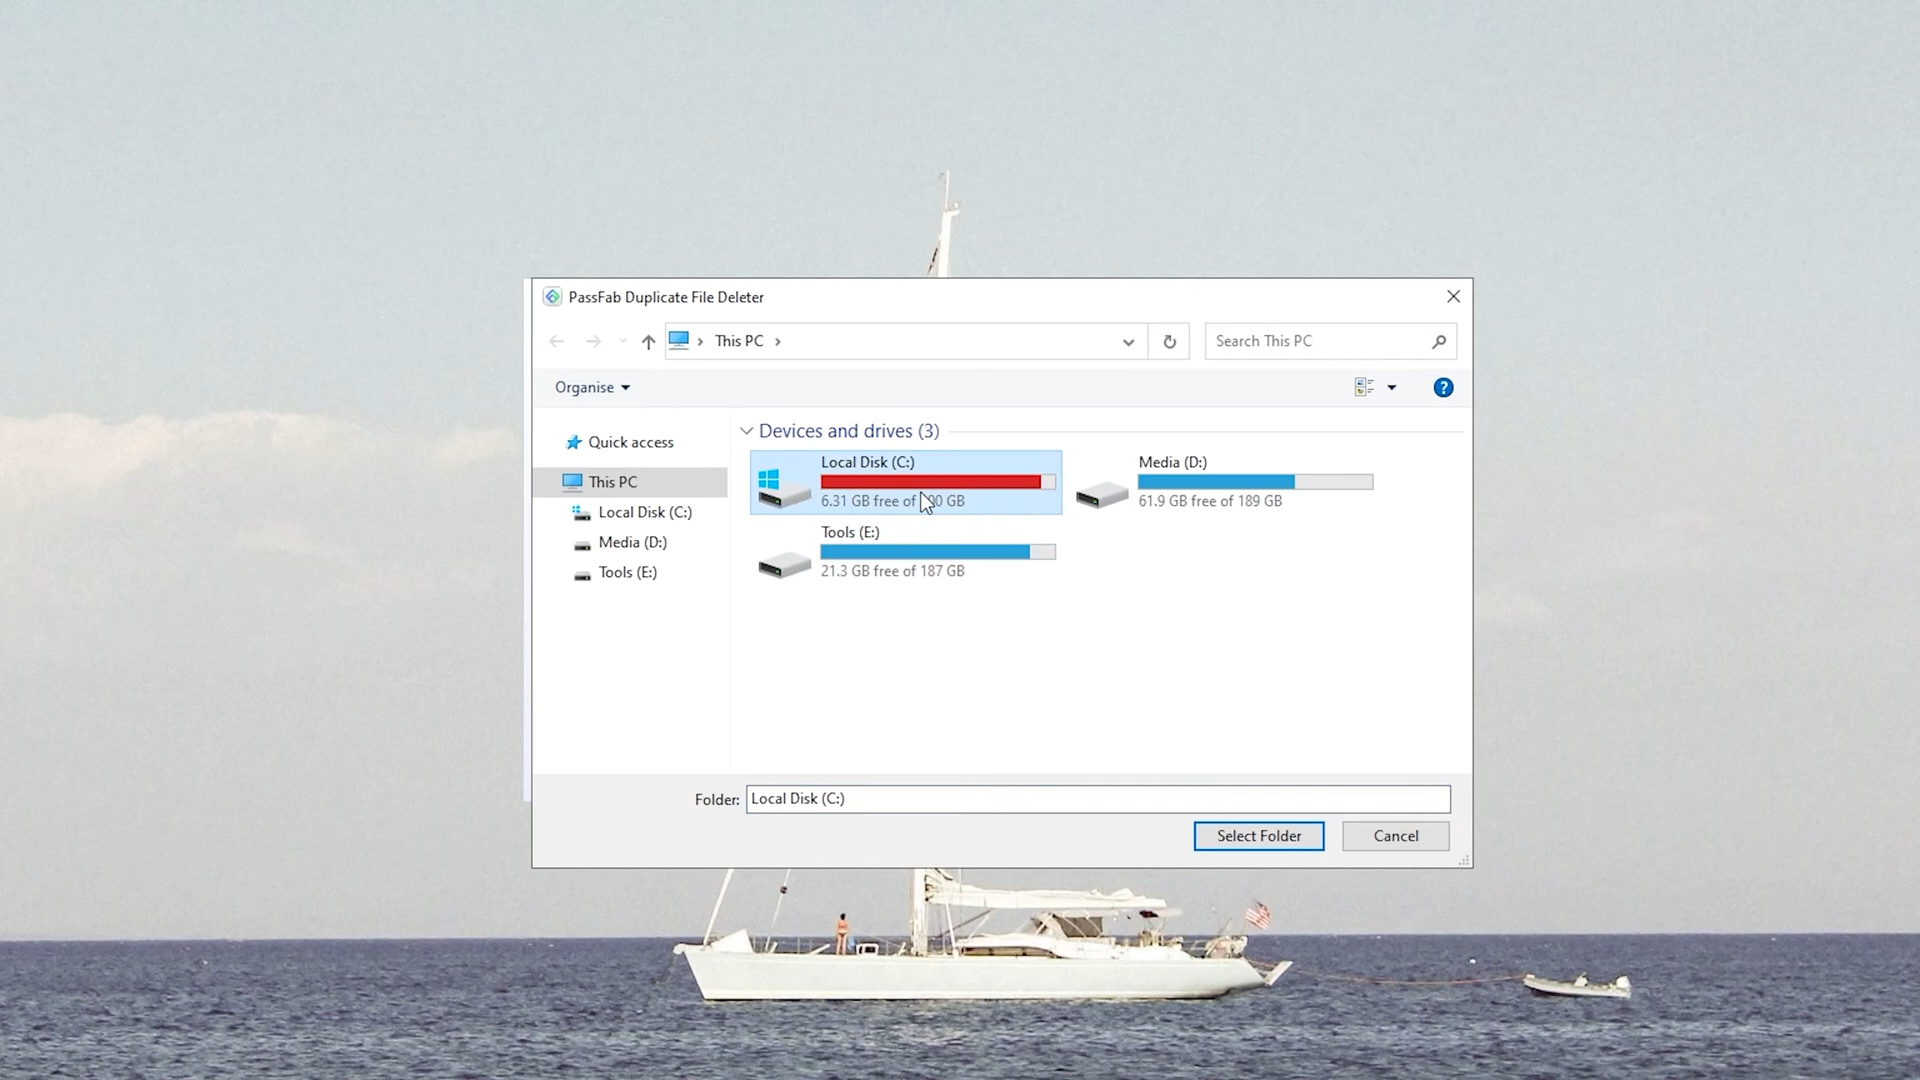 PassFab Duplicate File Deleter
This PC
Search This PC
Organise
?
Quick access
This PC
Local Disk (C:)
Media (D:)
Tools (E:)
Devices and drives (3)
Local Disk (C:)
6.31 GB free of 00 GB
Media (D:)
61.9 GB free of 189 GB
Tools (E:)
21.3 GB free of 187 GB
Folder: Local Disk (C:)
Select Folder
Cancel